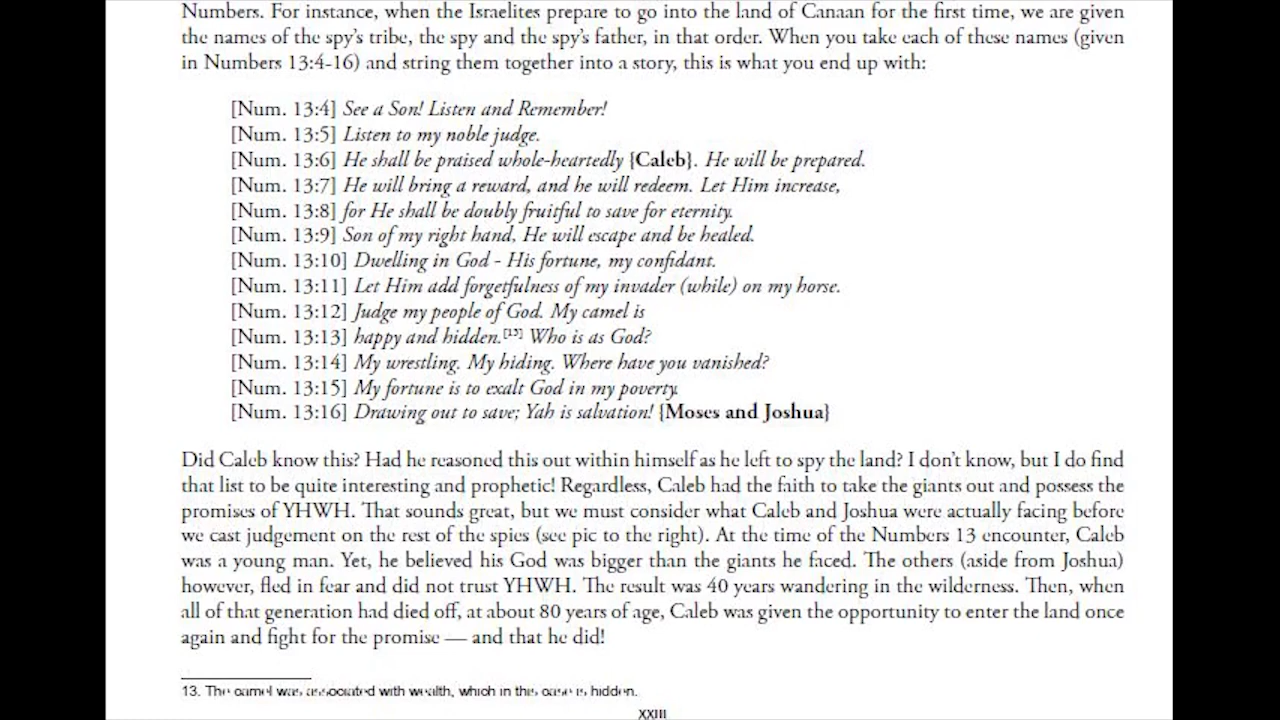 Numbers. For instance, when the Israelites prepare to go into the land of Canaan for the first time, we are given
the names of the spy's tribe, the spy and the spy's father, in that order. When you take each of these names (given
in Numbers 13:4-16) and string them together into a story, this is what you end up with:
[Num. 13:4] See a Son! Listen and Remember!
[Num. 13:5] Listen to my noble judge.
[Num. 13:6] He shall be praised whole-heartedly {Caleb}. He will be prepared.
[Num. 13:7] He will bring a reward, and he will redeem. Let Him increase,
[Num. 13:8] for He shall be doubly fruitful to save for eternity.
[Num. 13:9] Son of my right hand, He will escape and be healed.
[Num. 13:10] Dwelling in God - His fortune, my confidant.
[Num. 13:11] Let Him add forgetfulness of my invader (while) on my horse.
[Num. 13:12] Judge my people of God. My camel is
[Num. 13:13] happy and hidden.[13] Who is as God?
[Num. 13:14] My wrestling. My hiding. Where have you vanished?
[Num. 13:15] My fortune is to exalt God in my poverty.
[Num. 13:16] Drawing out to save; Yah is salvation! {Moses and Joshua}
Did Caleb know this? Had he reasoned this out within himself as he left to spy the land? I don't know, but I do find
that list to be quite interesting and prophetic! Regardless, Caleb had the faith to take the giants out and possess the
promises of YHWH. That sounds great, but we must consider what Caleb and Joshua were actually facing before
we cast judgement on the rest of the spies (see pic to the right). At the time of the Numbers 13 encounter, Caleb
was a young man. Yet, he believed his God was bigger than the giants he faced. The others (aside from Joshua)
however, fled in fear and did not trust YHWH. The result was 40 years wandering in the wilderness. Then, when
all of that generation had died off, at about 80 years of age, Caleb was given the opportunity to enter the land once
again and fight for the promise — and that he did!
13. The camel was associated with wealth, which in this case is hidden.
XXIII